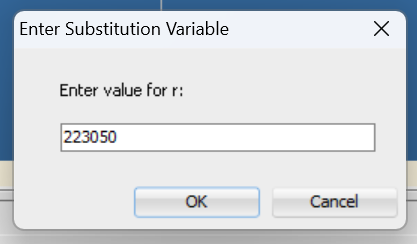 Enter Substitution Variable
Enter value for r:
223050
OK
Cancel